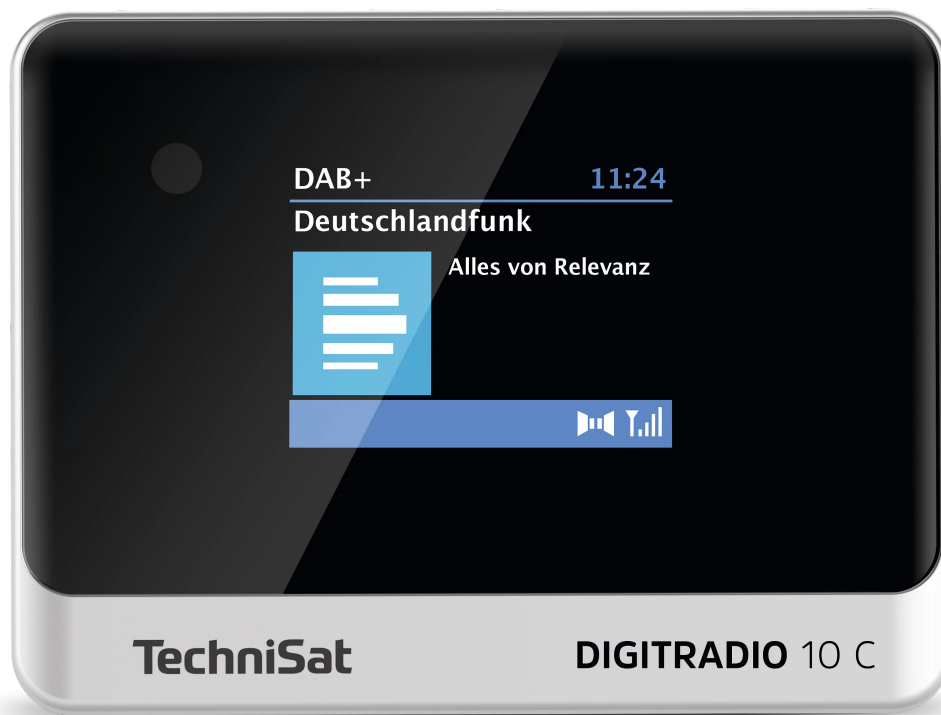 DAB+ 11:24
Deutschlandfunk
Alles von Relevanz
TechniSat DIGITRADIO 10 C